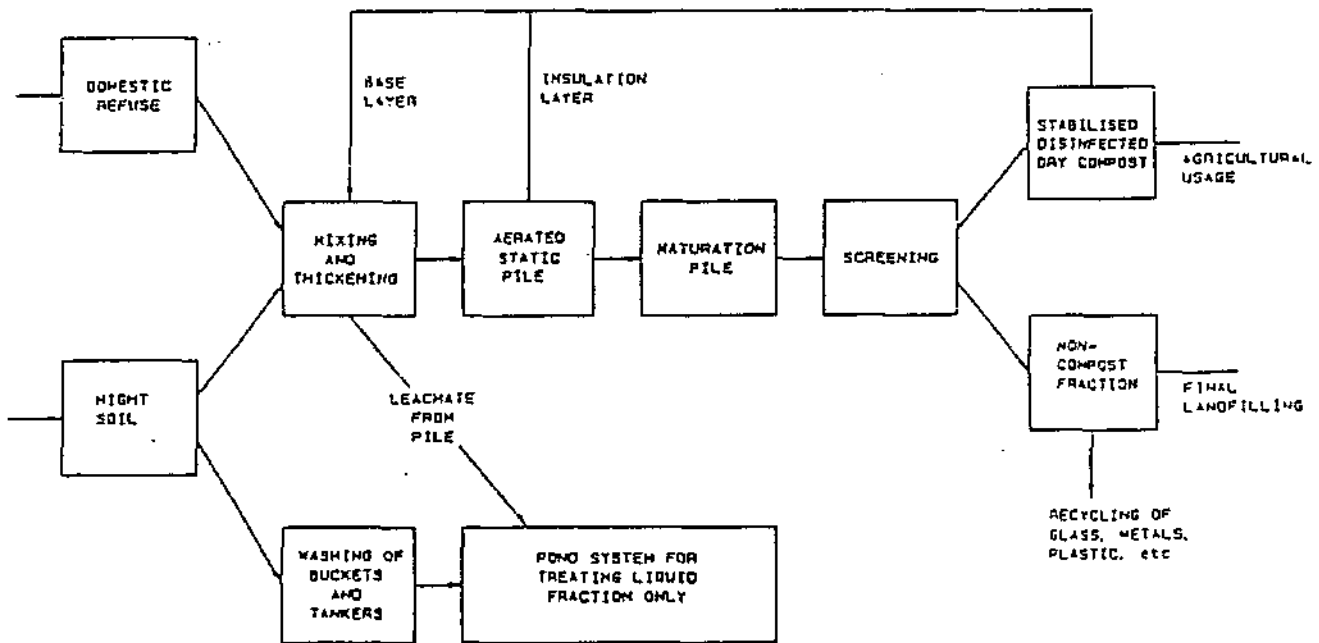 DOMESTIC
REFUSE
BASE
LAYER
INSULATION
LAYER
STABILISED
DISINFECTED
DRY COMPOST
AGRICULTURAL
USAGE
MIXING
AND
THICKENING
AERATED
STATIC
PILE
MATURATION
PILE
SCREENING
NIGHT
SOIL
LEACHATE
FROM
PILE
NON-
COMPOST
FRACTION
FINAL
LANDFILLING
WASHING OF
BUCKETS
AND
TANKERS
POND SYSTEM FOR
TREATING LIQUID
FRACTION ONLY
RECYCLING OF
GLASS, METALS,
PLASTIC, etc